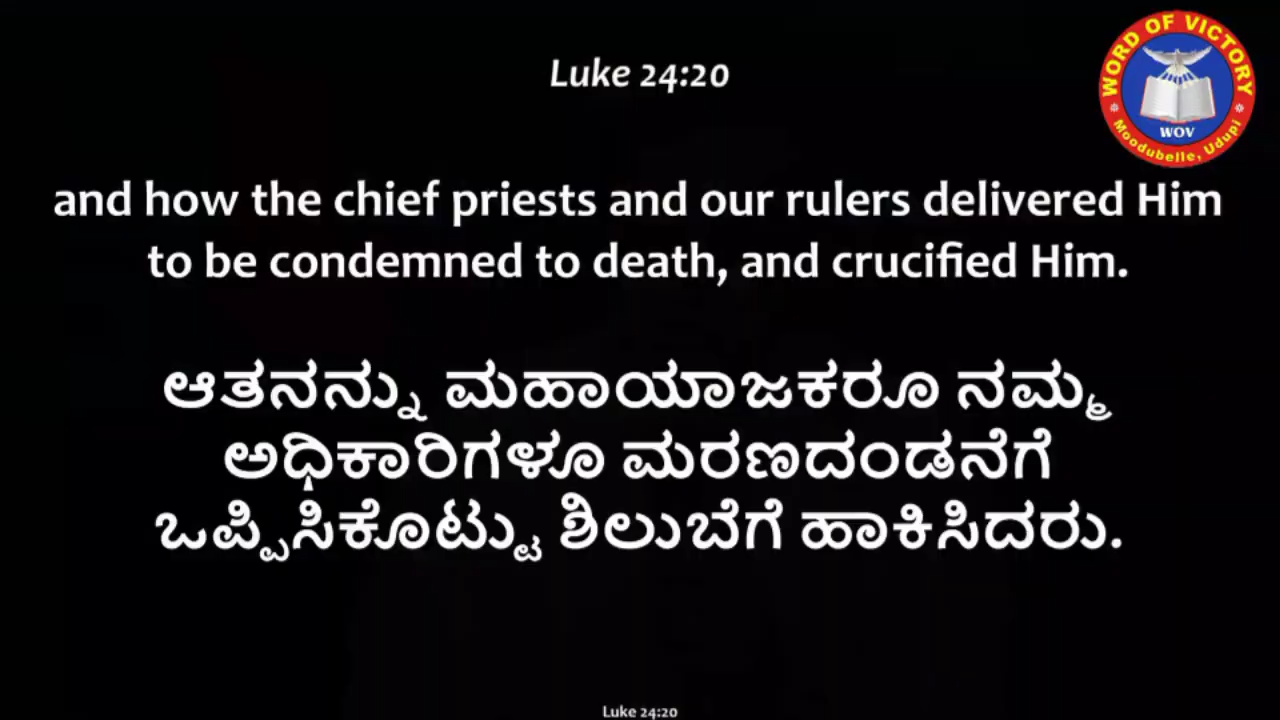 Luke 24:20
WORD OF VICTORY
WOV
Moodubelle, Udupi
and how the chief priests and our rulers delivered Him
to be condemned to death, and crucified Him.
ಆತನನ್ನು ಮಹಾಯಾಜಕರೂ ನಮ್ಮ
ಅಧಿಕಾರಿಗಳೂ ಮರಣದಂಡನೆಗೆ
ಒಪ್ಪಿಸಿಕೊಟ್ಟು ಶಿಲುಬೆಗೆ ಹಾಕಿಸಿದರು.
Luke 24:20